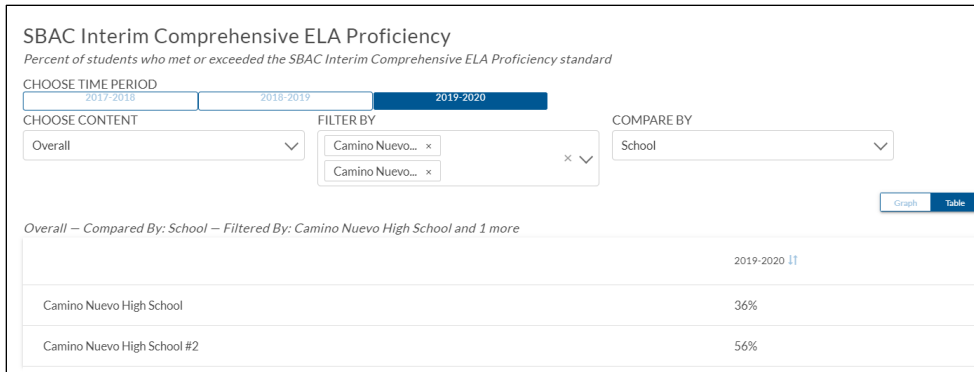 SBAC Interim Comprehensive ELA Proficiency
Percent of students who met or exceeded the SBAC Interim Comprehensive ELA Proficiency standard
CHOOSE TIME PERIOD
2017-2018 2018-2019 2019-2020
CHOOSE CONTENT FILTER BY COMPARE BY
Overall Camino Nuevo... × × School
Camino Nuevo... ×
Graph Table
Overall — Compared By: School — Filtered By: Camino Nuevo High School and 1 more
2019-2020
Camino Nuevo High School 36%
Camino Nuevo High School #2 56%